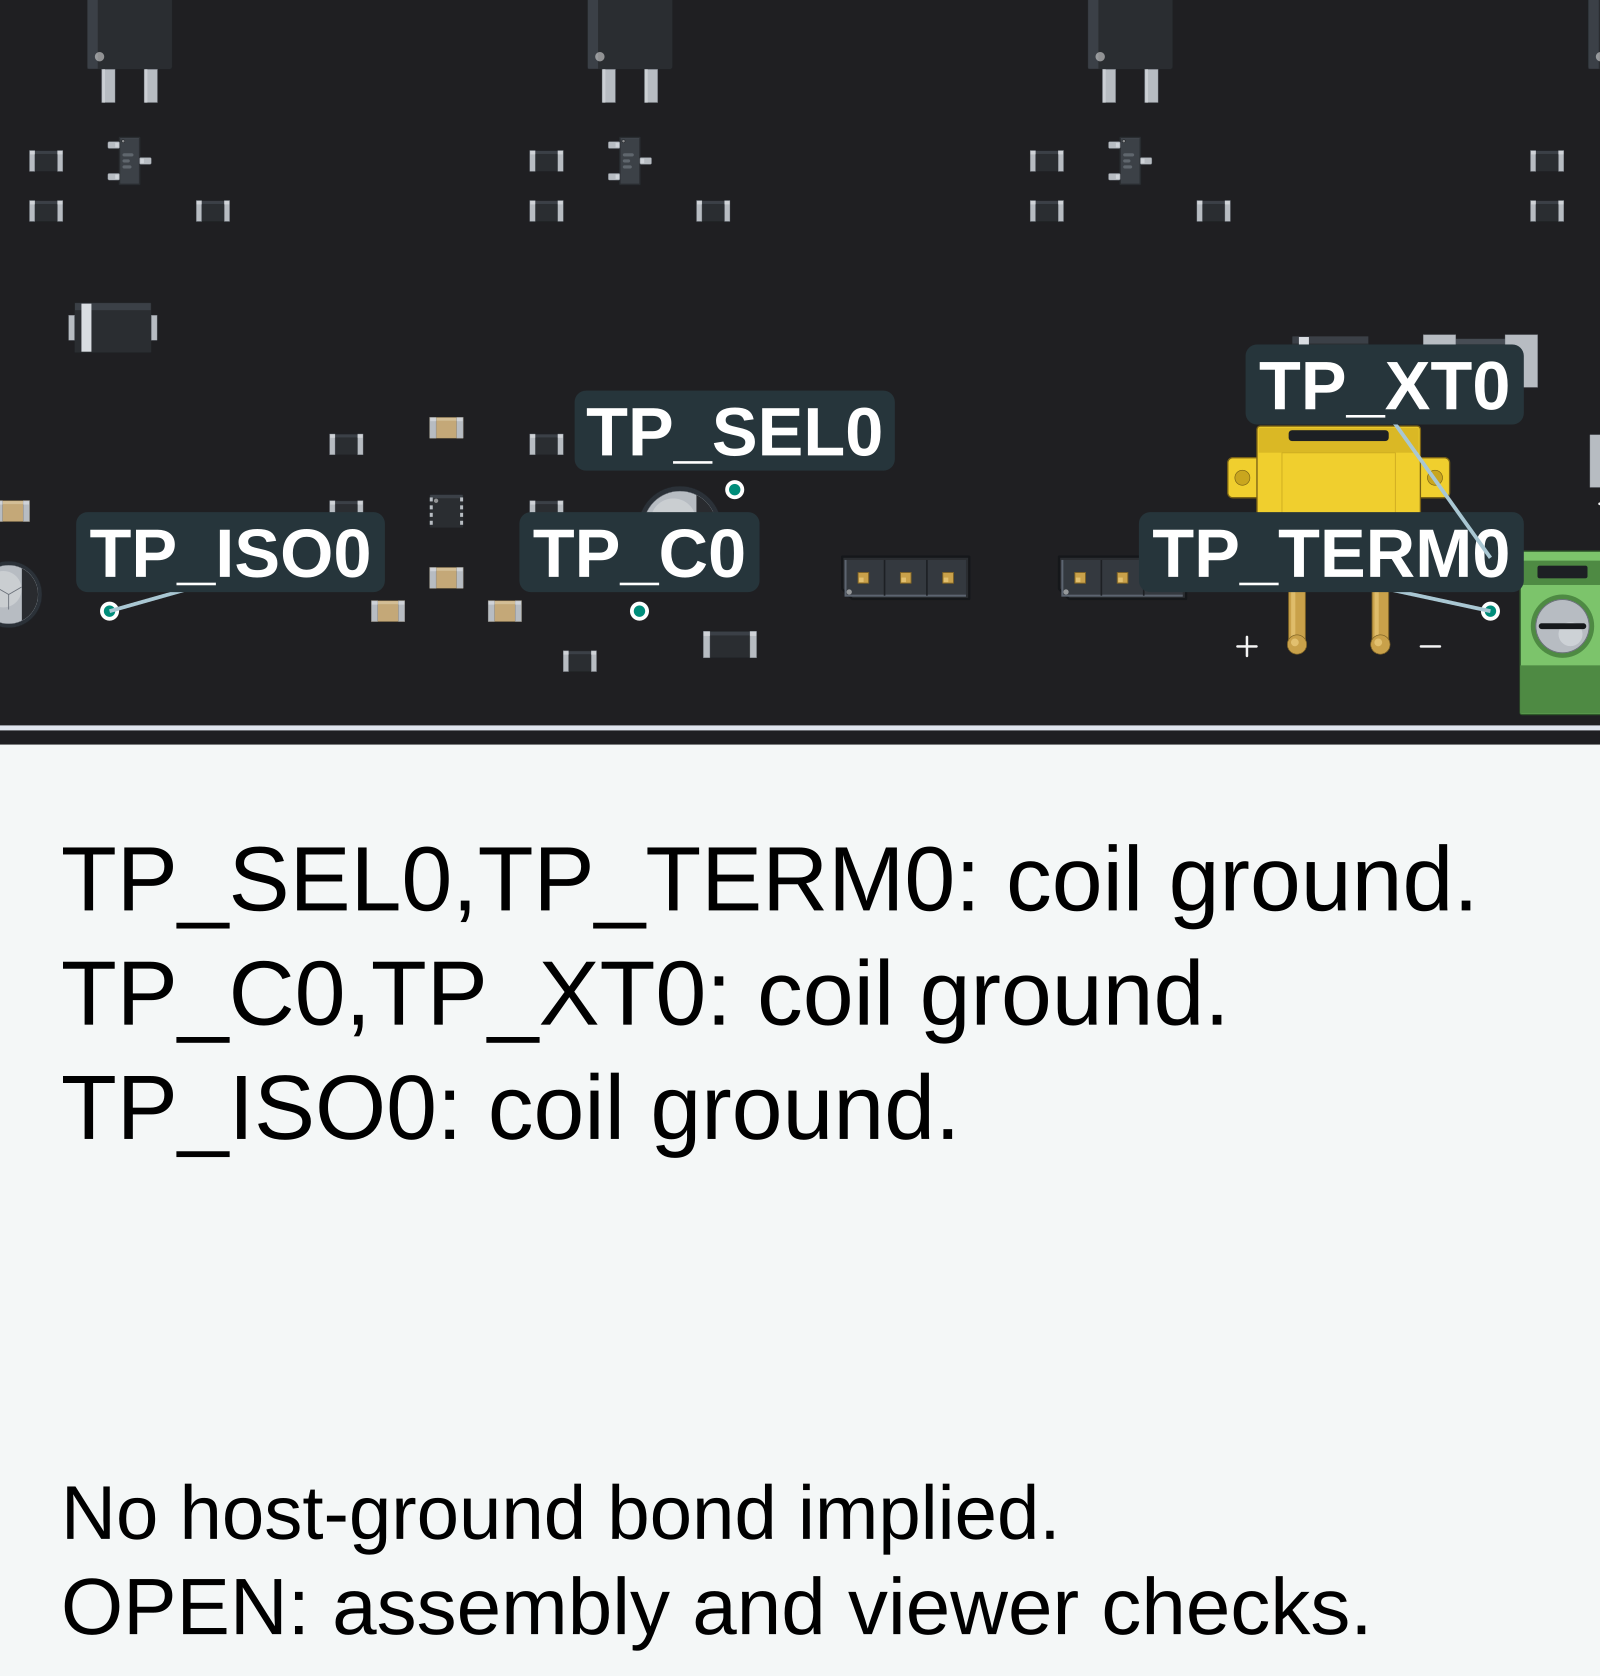 TP_XT0
TP_SEL0
TP_ISO0
TP_C0
TP_TERM0
+ −
TP_SEL0,TP_TERM0: coil ground.
TP_C0,TP_XT0: coil ground.
TP_ISO0: coil ground.
No host-ground bond implied.
OPEN: assembly and viewer checks.